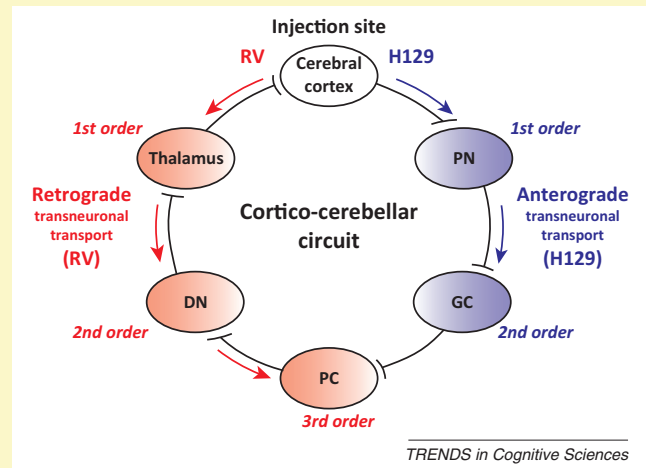 Injection site
RV
H129
Cerebral
cortex
1st order
1st order
Thalamus
PN
Retrograde
transneuronal
transport
(RV)
Cortico-cerebellar
circuit
Anterograde
transneuronal
transport
(H129)
DN
GC
2nd order
2nd order
PC
3rd order
TRENDS in Cognitive Sciences